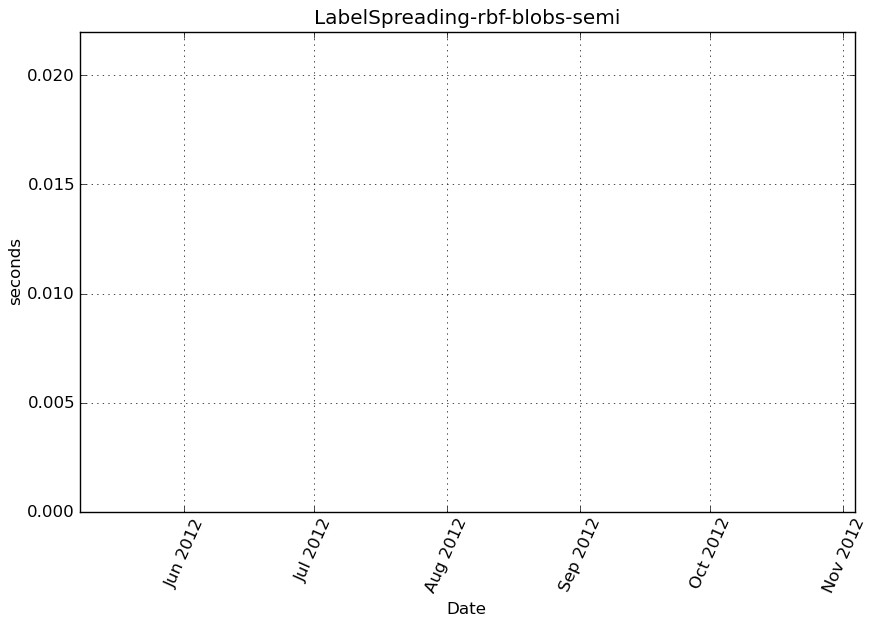 LabelSpreading-rbf-blobs-semi
0.020
0.015
0.010
0.005
0.000
seconds
Jun 2012
Jul 2012
Aug 2012
Sep 2012
Oct 2012
Nov 2012
Date